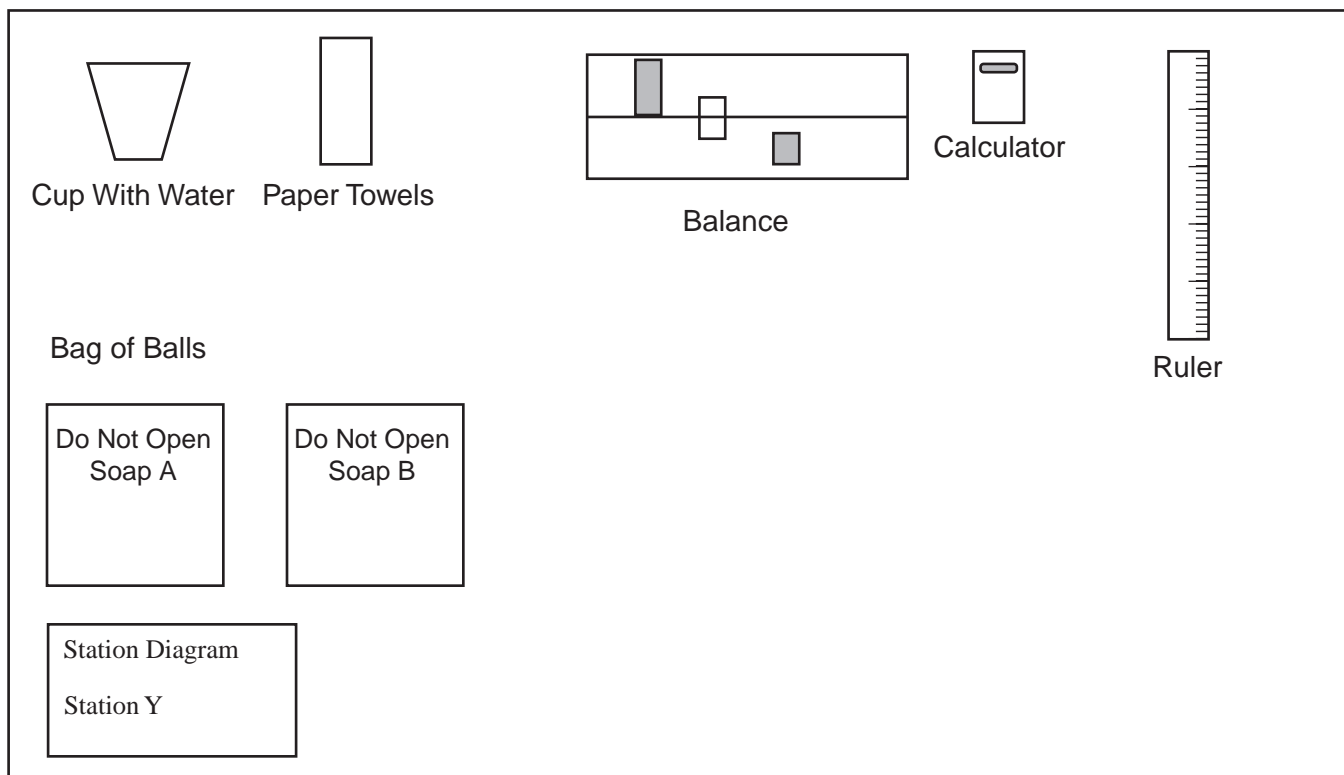 Cup With Water
Paper Towels
Balance
Calculator
Ruler
Bag of Balls
Do Not Open
Soap A
Do Not Open
Soap B
Station Diagram
Station Y